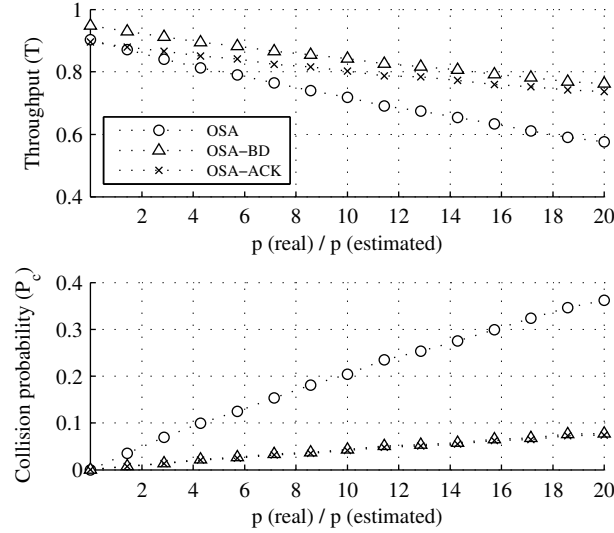 1
0.8
0.6
0.4
Throughput (T)
OSA
OSA-BD
OSA-ACK
2 4 6 8 10 12 14 16 18 20
p (real) / p (estimated)
0.4
0.3
0.2
0.1
0
Collision probability (P_c)
2 4 6 8 10 12 14 16 18 20
p (real) / p (estimated)